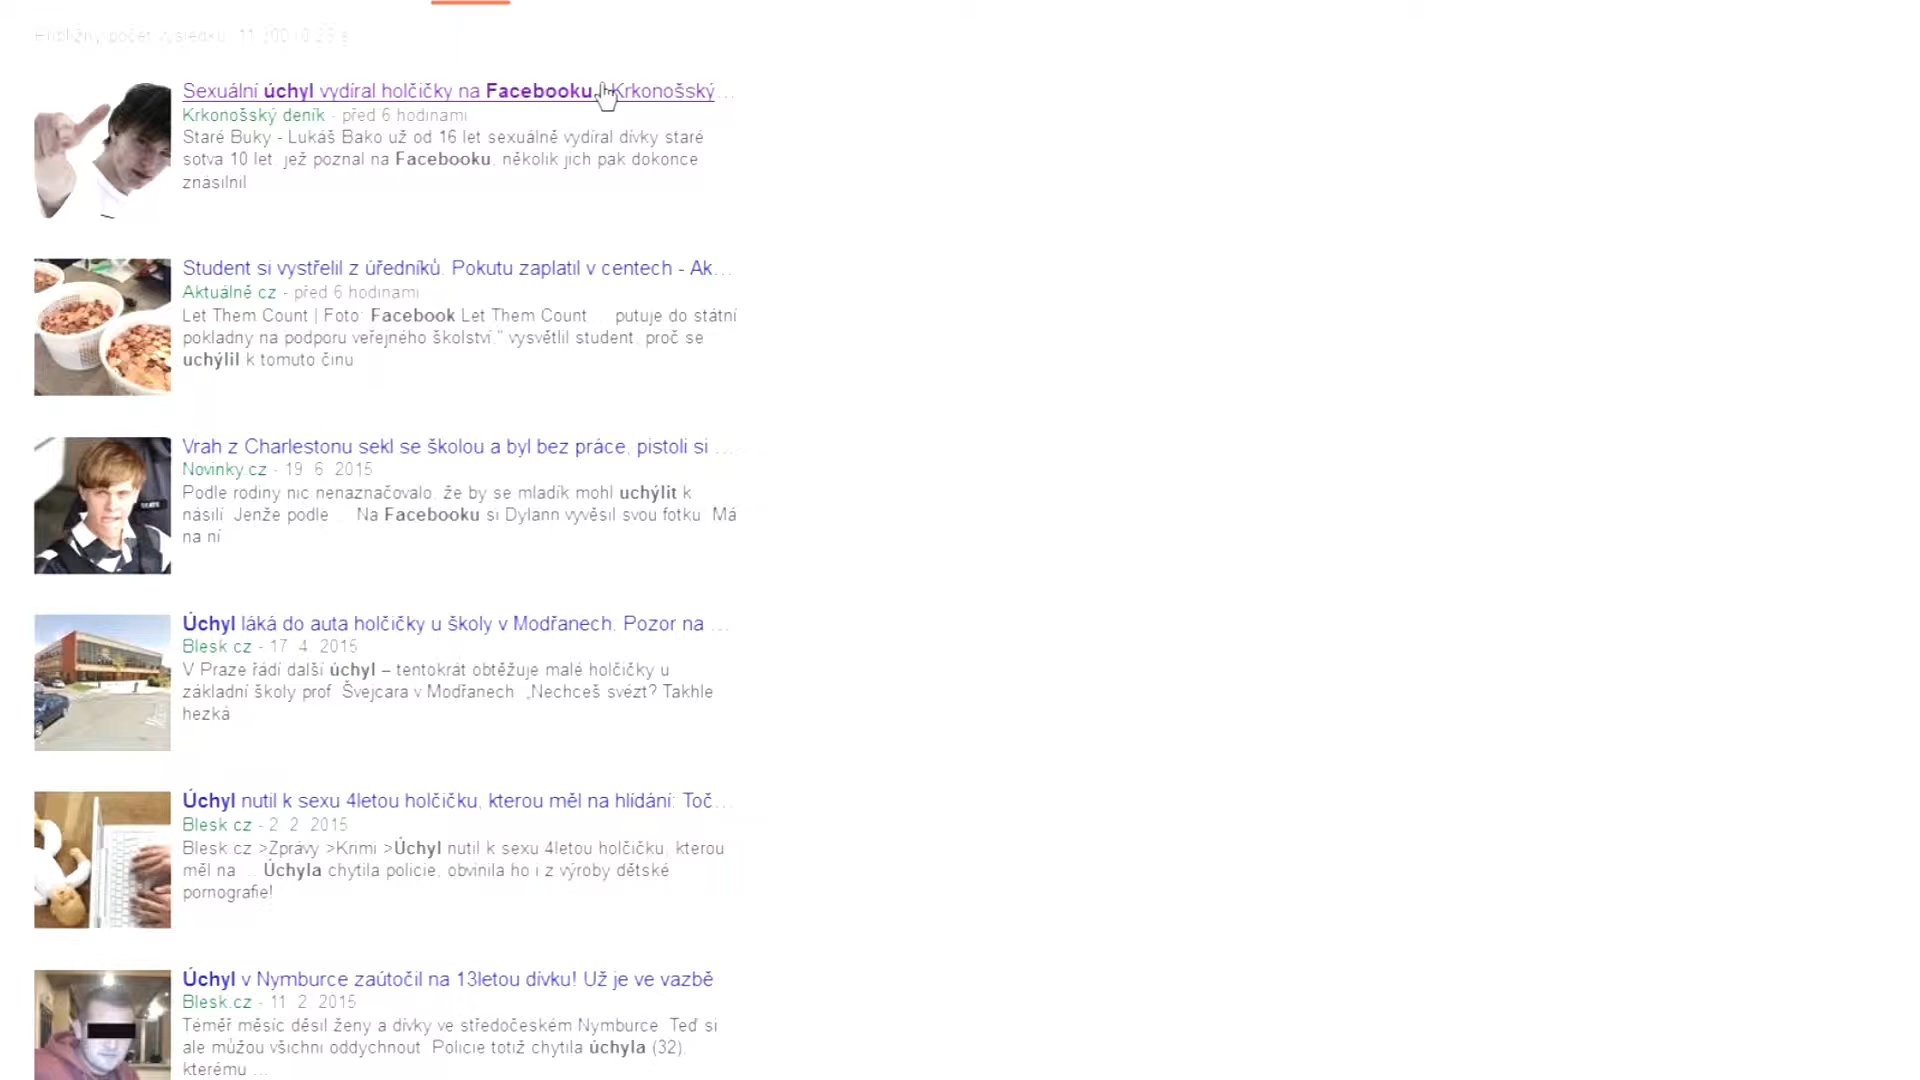 Sexuální úchyl vydíral holčičky na Facebooku Krkonošský ...
Krkonošský deník - před 6 hodinami
Staré Buky - Lukáš Bako už od 16 let sexuálně vydíral dívky staré
sotva 10 let jež poznal na Facebooku, několik jich pak dokonce
znásilnil
Student si vystřelil z úředníků. Pokutu zaplatil v centech - Ak...
Aktuálně.cz - před 6 hodinami
Let Them Count | Foto: Facebook Let Them Count ... putuje do státní
pokladny na podporu veřejného školství," vysvětlil student, proč se
uchýlil k tomuto činu
Vrah z Charlestonu sekl se školou a byl bez práce, pistoli si ...
Novinky.cz - 19. 6. 2015
Podle rodiny nic nenaznačovalo, že by se mladík mohl uchýlit k
násilí. Jenže podle ... Na Facebooku si Dylann vyvěsil svou fotku. Má
na ní
Úchyl láká do auta holčičky u školy v Modřanech. Pozor na ...
Blesk.cz - 17. 4. 2015
V Praze řádí další úchyl – tentokrát obtěžuje malé holčičky u
základní školy prof. Švejcara v Modřanech. „Nechceš svézt? Takhle
hezká
Úchyl nutil k sexu 4letou holčičku, kterou měl na hlídání: Toč...
Blesk.cz - 2. 2. 2015
Blesk.cz >Zprávy >Krimi >Úchyl nutil k sexu 4letou holčičku, kterou
měl na ... Úchyla chytila policie, obvinila ho i z výroby dětské
pornografie!
Úchyl v Nymburce zaútočil na 13letou dívku! Už je ve vazbě
Blesk.cz - 11. 2. 2015
Téměř měsíc děsil ženy a dívky ve středočeském Nymburce. Teď si
ale můžou všichni oddychnout. Policie totiž chytila úchyla (32),
kterému ...